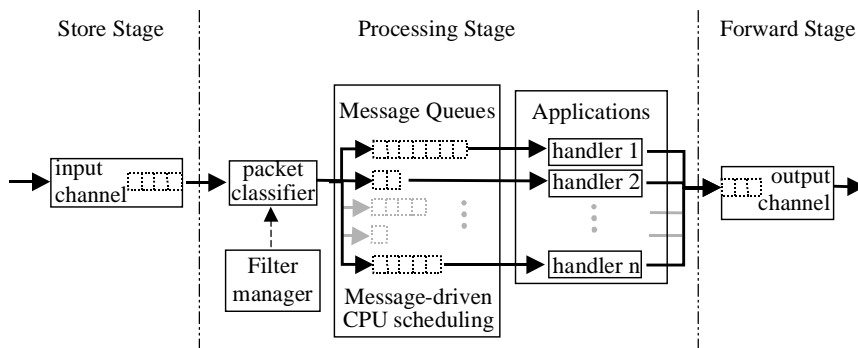 Store Stage
Processing Stage
Forward Stage
input
channel
packet
classifier
Filter
manager
Message Queues
Message-driven
CPU scheduling
Applications
handler 1
handler 2
handler n
output
channel